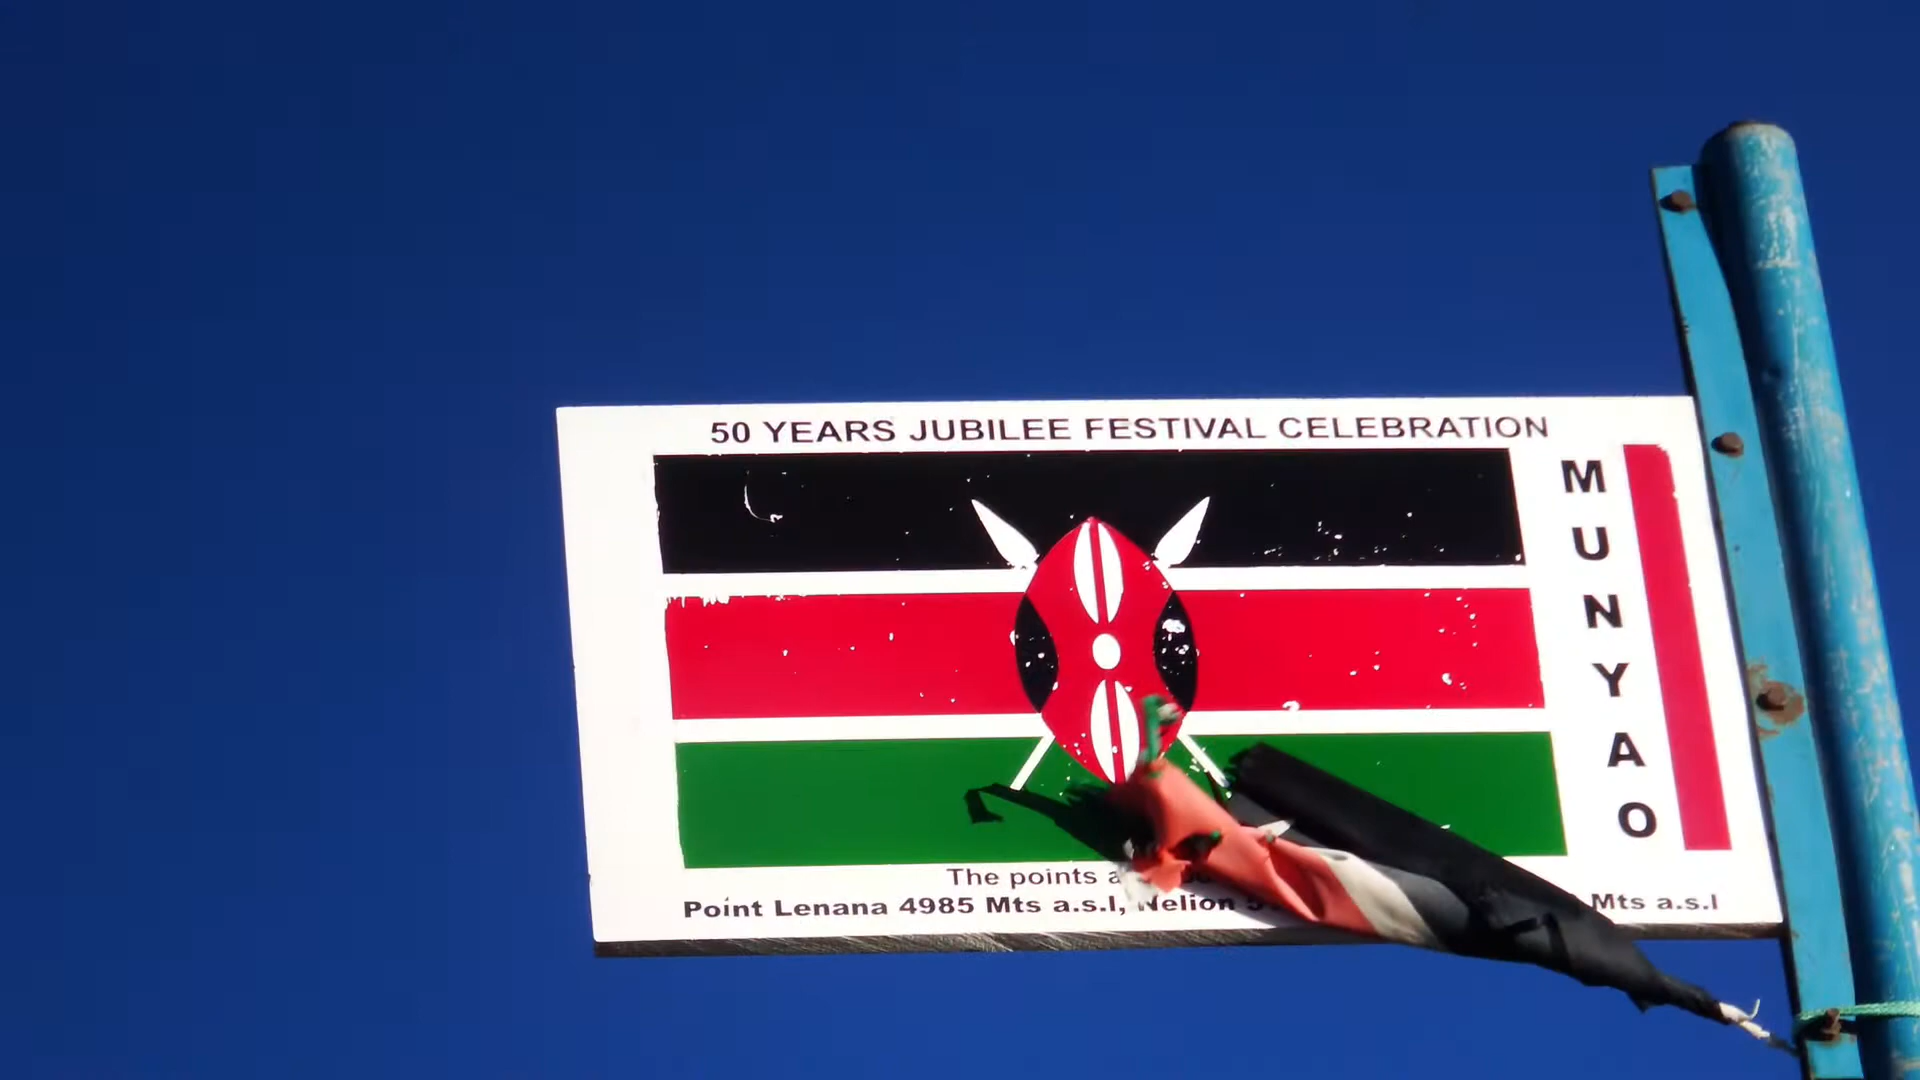 50 YEARS JUBILEE FESTIVAL CELEBRATION
MUNYAO
The points
Point Lenana 4985 Mts a.s.l, Nelion
Mts a.s.l